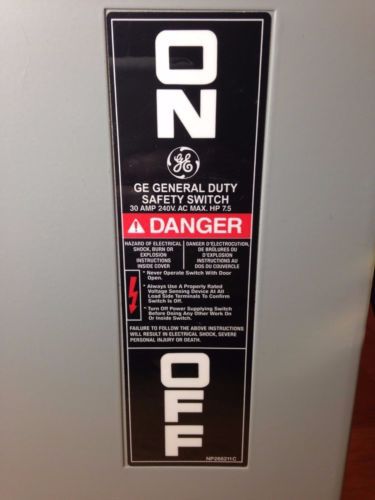 ON
GE
GE GENERAL DUTY
SAFETY SWITCH
30 AMP 240V. AC MAX. HP 7.5
DANGER
HAZARD OF ELECTRICAL
SHOCK, BURN OR
EXPLOSION
INSTRUCTIONS
INSIDE COVER
DANGER D'ELECTROCUTION,
DE BRÛLORES OU
D'EXPLOSION
INSTRUCTIONS AU
DOS DU COUVERCLE
* Never Operate Switch With Door
Open.
* Always Use A Properly Rated
Voltage Sensing Device At All
Load Side Terminals To Confirm
Switch Is Off.
* Turn Off Power Supplying Switch
Before Doing Any Other Work On
Or Inside Switch.
FAILURE TO FOLLOW THE ABOVE INSTRUCTIONS
WILL RESULT IN ELECTRICAL SHOCK, SEVERE
PERSONAL INJURY OR DEATH.
OFF
NP266211C